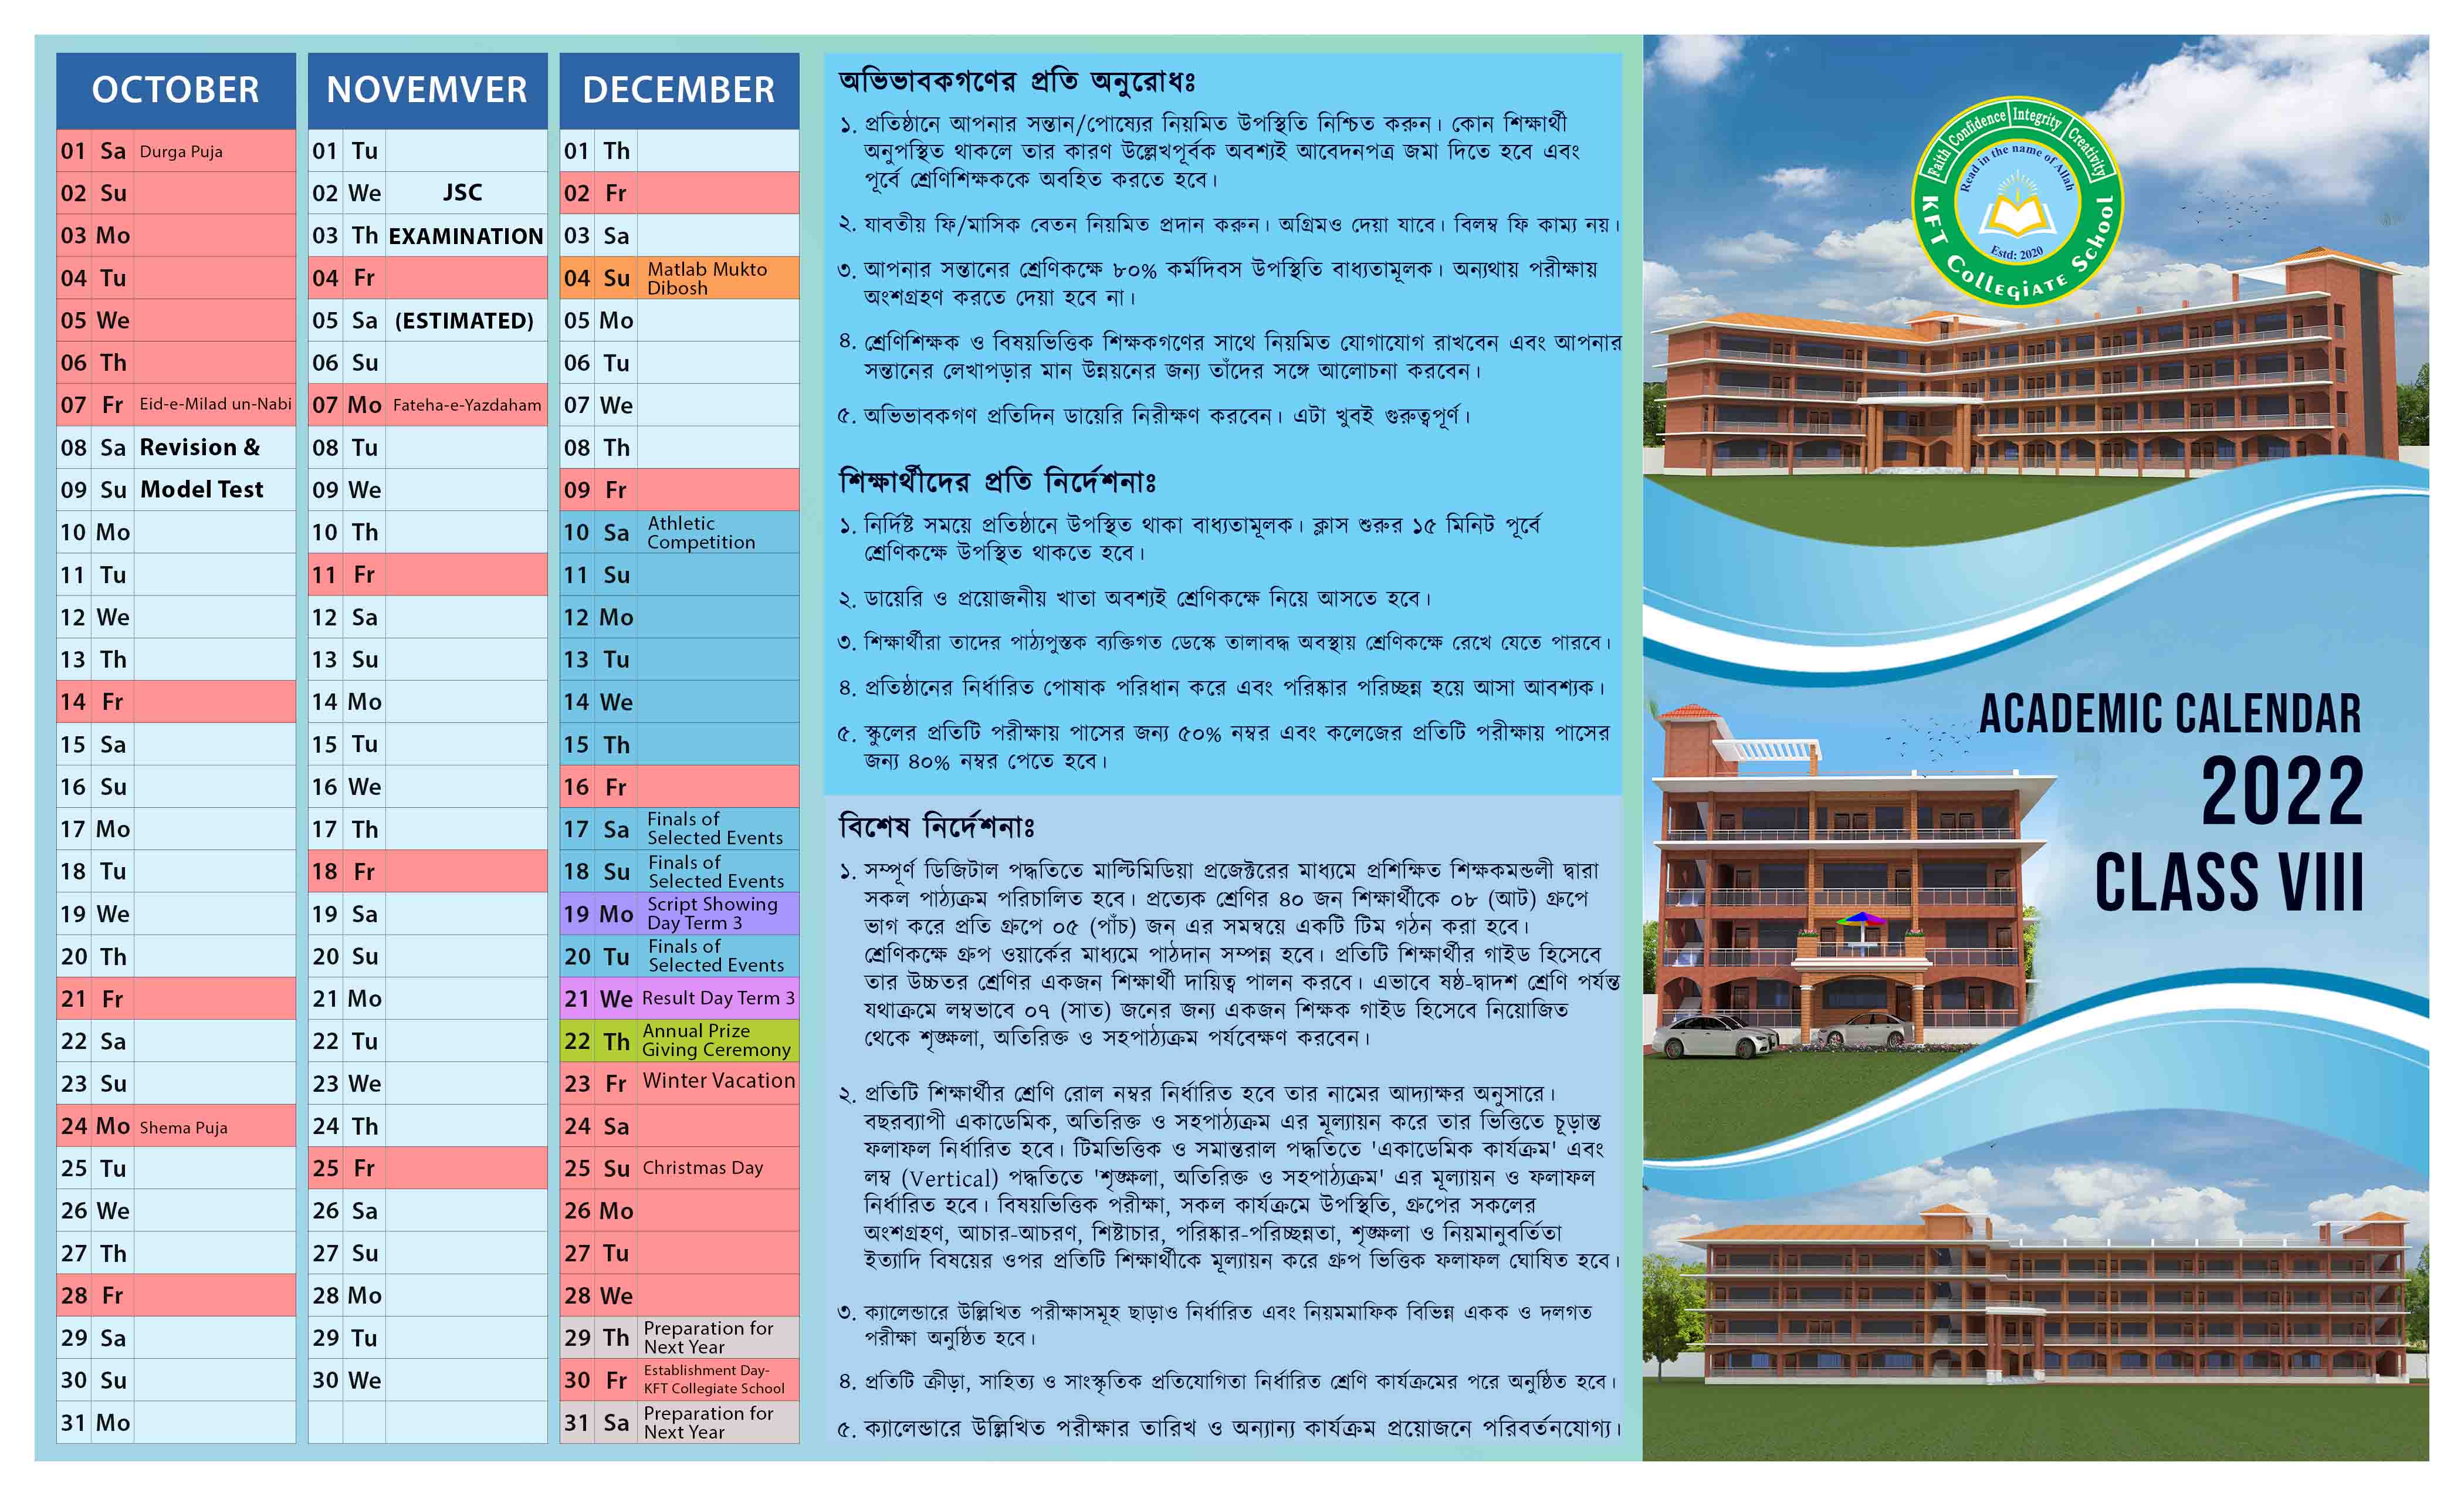 OCTOBER
01 Sa Durga Puja
02 Su
03 Mo
04 Tu
05 We
06 Th
07 Fr Eid-e-Milad un-Nabi
08 Sa Revision &
09 Su Model Test
10 Mo
11 Tu
12 We
13 Th
14 Fr
15 Sa
16 Su
17 Mo
18 Tu
19 We
20 Th
21 Fr
22 Sa
23 Su
24 Mo Shema Puja
25 Tu
26 We
27 Th
28 Fr
29 Sa
30 Su
31 Mo
NOVEMVER
01 Tu
02 We JSC
03 Th EXAMINATION
04 Fr
05 Sa (ESTIMATED)
06 Su
07 Mo Fateha-e-Yazdaham
08 Tu
09 We
10 Th
11 Fr
12 Sa
13 Su
14 Mo
15 Tu
16 We
17 Th
18 Fr
19 Sa
20 Su
21 Mo
22 Tu
23 We
24 Th
25 Fr
26 Sa
27 Su
28 Mo
29 Tu
30 We
DECEMBER
01 Th
02 Fr
03 Sa
04 Su Matlab Mukto
Dibosh
05 Mo
06 Tu
07 We
08 Th
09 Fr
10 Sa Athletic
Competition
11 Su
12 Mo
13 Tu
14 We
15 Th
16 Fr
17 Sa Finals of
Selected Events
18 Su Finals of
Selected Events
19 Mo Script Showing
Day Term 3
20 Tu Finals of
Selected Events
21 We Result Day Term 3
22 Th Annual Prize
Giving Ceremony
23 Fr Winter Vacation
24 Sa
25 Su Christmas Day
26 Mo
27 Tu
28 We
29 Th Preparation for
Next Year
30 Fr Establishment Day-
KFT Collegiate School
31 Sa Preparation for
Next Year
অভিভাবকগণের প্রতি অনুরোধঃ
১. প্রতিষ্ঠানে আপনার সন্তান/পোষ্যের নিয়মিত উপস্থিতি নিশ্চিত করুন। কোন শিক্ষার্থী
অনুপস্থিত থাকলে তার কারণ উল্লেখপূর্বক অবশ্যই আবেদনপত্র জমা দিতে হবে এবং
পূর্বে শ্রেণিশিক্ষককে অবহিত করতে হবে।
২. যাবতীয় ফি/মাসিক বেতন নিয়মিত প্রদান করুন। অগ্রিমও দেয়া যাবে। বিলম্ব ফি কাম্য নয়।
৩. আপনার সন্তানের শ্রেণিকক্ষে ৮০% কর্মদিবস উপস্থিতি বাধ্যতামূলক। অন্যথায় পরীক্ষায়
অংশগ্রহণ করতে দেয়া হবে না।
৪. শ্রেণিশিক্ষক ও বিষয়ভিত্তিক শিক্ষকগণের সাথে নিয়মিত যোগাযোগ রাখবেন এবং আপনার
সন্তানের লেখাপড়ার মান উন্নয়নের জন্য তাঁদের সঙ্গে আলোচনা করবেন।
৫. অভিভাবকগণ প্রতিদিন ডায়েরি নিরীক্ষণ করবেন। এটা খুবই গুরুত্বপূর্ণ।
শিক্ষার্থীদের প্রতি নির্দেশনাঃ
১. নির্দিষ্ট সময়ে প্রতিষ্ঠানে উপস্থিত থাকা বাধ্যতামূলক। ক্লাস শুরুর ১৫ মিনিট পূর্বে
শ্রেণিকক্ষে উপস্থিত থাকতে হবে।
২. ডায়েরি ও প্রয়োজনীয় খাতা অবশ্যই শ্রেণিকক্ষে নিয়ে আসতে হবে।
৩. শিক্ষার্থীরা তাদের পাঠ্যপুস্তক ব্যক্তিগত ডেস্কে তালাবদ্ধ অবস্থায় শ্রেণিকক্ষে রেখে যেতে পারবে।
৪. প্রতিষ্ঠানের নির্ধারিত পোষাক পরিধান করে এবং পরিষ্কার পরিচ্ছন্ন হয়ে আসা আবশ্যক।
৫. স্কুলের প্রতিটি পরীক্ষায় পাসের জন্য ৫০% নম্বর এবং কলেজের প্রতিটি পরীক্ষায় পাসের
জন্য ৪০% নম্বর পেতে হবে।
বিশেষ নির্দেশনাঃ
১. সম্পূর্ণ ডিজিটাল পদ্ধতিতে মাল্টিমিডিয়া প্রজেক্টরের মাধ্যমে প্রশিক্ষিত শিক্ষকমন্ডলী দ্বারা
সকল পাঠ্যক্রম পরিচালিত হবে। প্রত্যেক শ্রেণির ৪০ জন শিক্ষার্থীকে ০৮ (আট) গ্রুপে
ভাগ করে প্রতি গ্রুপে ০৫ (পাঁচ) জন এর সমন্বয়ে একটি টিম গঠন করা হবে।
শ্রেণিকক্ষে গ্রুপ ওয়ার্কের মাধ্যমে পাঠদান সম্পন্ন হবে। প্রতিটি শিক্ষার্থীর গাইড হিসেবে
তার উচ্চতর শ্রেণির একজন শিক্ষার্থী দায়িত্ব পালন করবে। এভাবে ষষ্ঠ-দ্বাদশ শ্রেণি পর্যন্ত
যথাক্রমে লম্বভাবে ০৭ (সাত) জনের জন্য একজন শিক্ষক গাইড হিসেবে নিয়োজিত
থেকে শৃঙ্খলা, অতিরিক্ত ও সহপাঠ্যক্রম পর্যবেক্ষণ করবেন।
২. প্রতিটি শিক্ষার্থীর শ্রেণি রোল নম্বর নির্ধারিত হবে তার নামের আদ্যাক্ষর অনুসারে।
বছরব্যাপী একাডেমিক, অতিরিক্ত ও সহপাঠ্যক্রম এর মূল্যায়ন করে তার ভিত্তিতে চূড়ান্ত
ফলাফল নির্ধারিত হবে। টিমভিত্তিক ও সমান্তরাল পদ্ধতিতে 'একাডেমিক কার্যক্রম' এবং
লম্ব (Vertical) পদ্ধতিতে 'শৃঙ্খলা, অতিরিক্ত ও সহপাঠ্যক্রম' এর মূল্যায়ন ও ফলাফল
নির্ধারিত হবে। বিষয়ভিত্তিক পরীক্ষা, সকল কার্যক্রমে উপস্থিতি, গ্রুপের সকলের
অংশগ্রহণ, আচার-আচরণ, শিষ্টাচার, পরিষ্কার-পরিচ্ছন্নতা, শৃঙ্খলা ও নিয়মানুবর্তিতা
ইত্যাদি বিষয়ের ওপর প্রতিটি শিক্ষার্থীকে মূল্যায়ন করে গ্রুপ ভিত্তিক ফলাফল ঘোষিত হবে।
৩. ক্যালেন্ডারে উল্লিখিত পরীক্ষাসমূহ ছাড়াও নির্ধারিত এবং নিয়মমাফিক বিভিন্ন একক ও দলগত
পরীক্ষা অনুষ্ঠিত হবে।
৪. প্রতিটি ক্রীড়া, সাহিত্য ও সাংস্কৃতিক প্রতিযোগিতা নির্ধারিত শ্রেণি কার্যক্রমের পরে অনুষ্ঠিত হবে।
৫. ক্যালেন্ডারে উল্লিখিত পরীক্ষার তারিখ ও অন্যান্য কার্যক্রম প্রয়োজনে পরিবর্তনযোগ্য।
Faith Confidence Integrity Creativity
Read in the name of Allah
Estd: 2020
KFT CollEgiATE School
ACADEMIC CALENDAR
2022
CLASS VIII